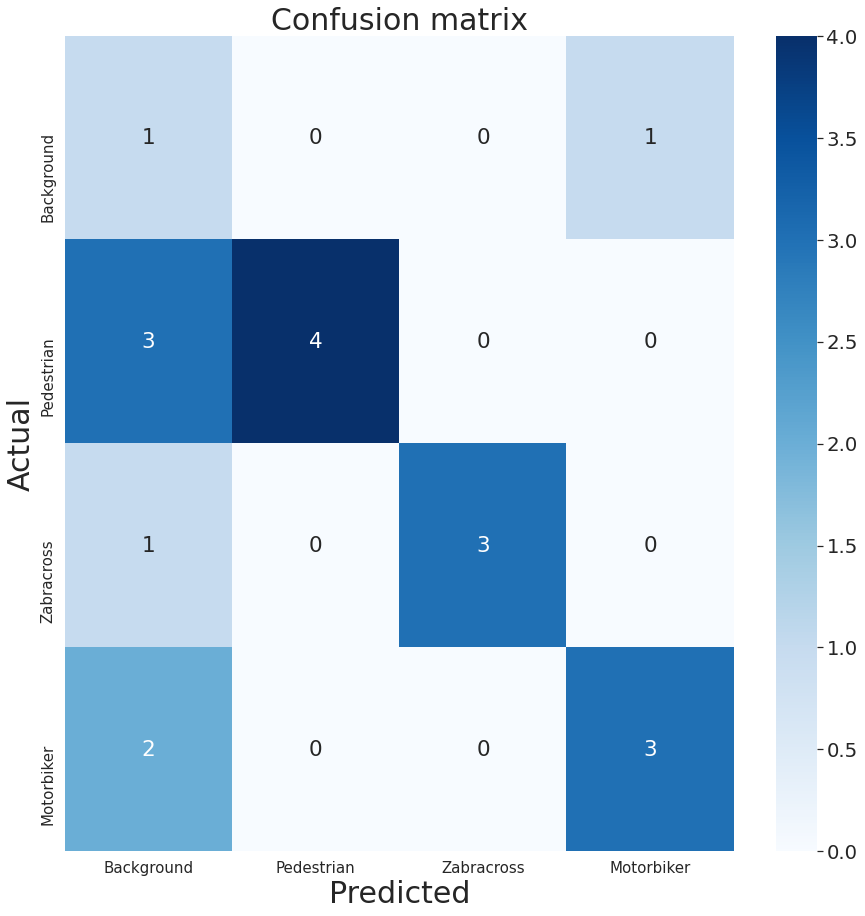 Confusion matrix
Actual
Background
1 0 0 1
Pedestrian
3 4 0 0
Zabracross
1 0 3 0
Motorbiker
2 0 0 3
Background Pedestrian Zabracross Motorbiker
Predicted
4.0
3.5
3.0
2.5
2.0
1.5
1.0
0.5
0.0